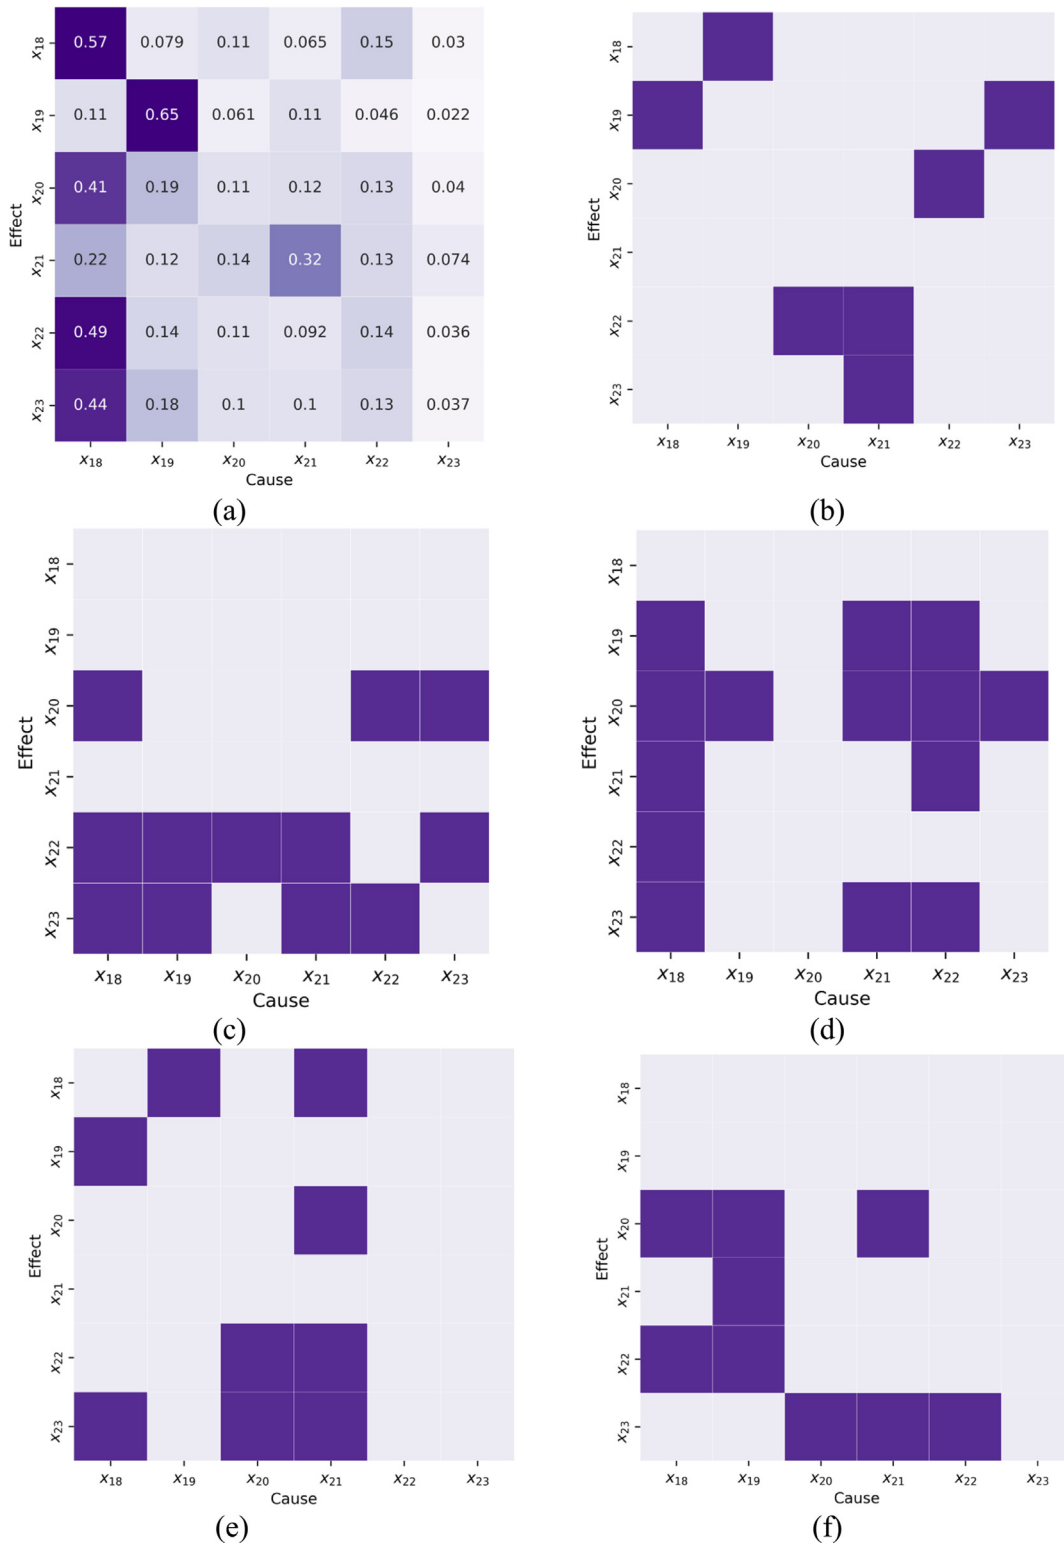 Effect
x18 0.57 0.079 0.11 0.065 0.15 0.03
x19 0.11 0.65 0.061 0.11 0.046 0.022
x20 0.41 0.19 0.11 0.12 0.13 0.04
x21 0.22 0.12 0.14 0.32 0.13 0.074
x22 0.49 0.14 0.11 0.092 0.14 0.036
x23 0.44 0.18 0.1 0.1 0.13 0.037
x18 x19 x20 x21 x22 x23
Cause
(a)
Effect
x18
x19
x20
x21
x22
x23
x18 x19 x20 x21 x22 x23
Cause
(b)
Effect
x18
x19
x20
x21
x22
x23
x18 x19 x20 x21 x22 x23
Cause
(c)
Effect
x18
x19
x20
x21
x22
x23
x18 x19 x20 x21 x22 x23
Cause
(d)
Effect
x18
x19
x20
x21
x22
x23
x18 x19 x20 x21 x22 x23
Cause
(e)
Effect
x18
x19
x20
x21
x22
x23
x18 x19 x20 x21 x22 x23
Cause
(f)